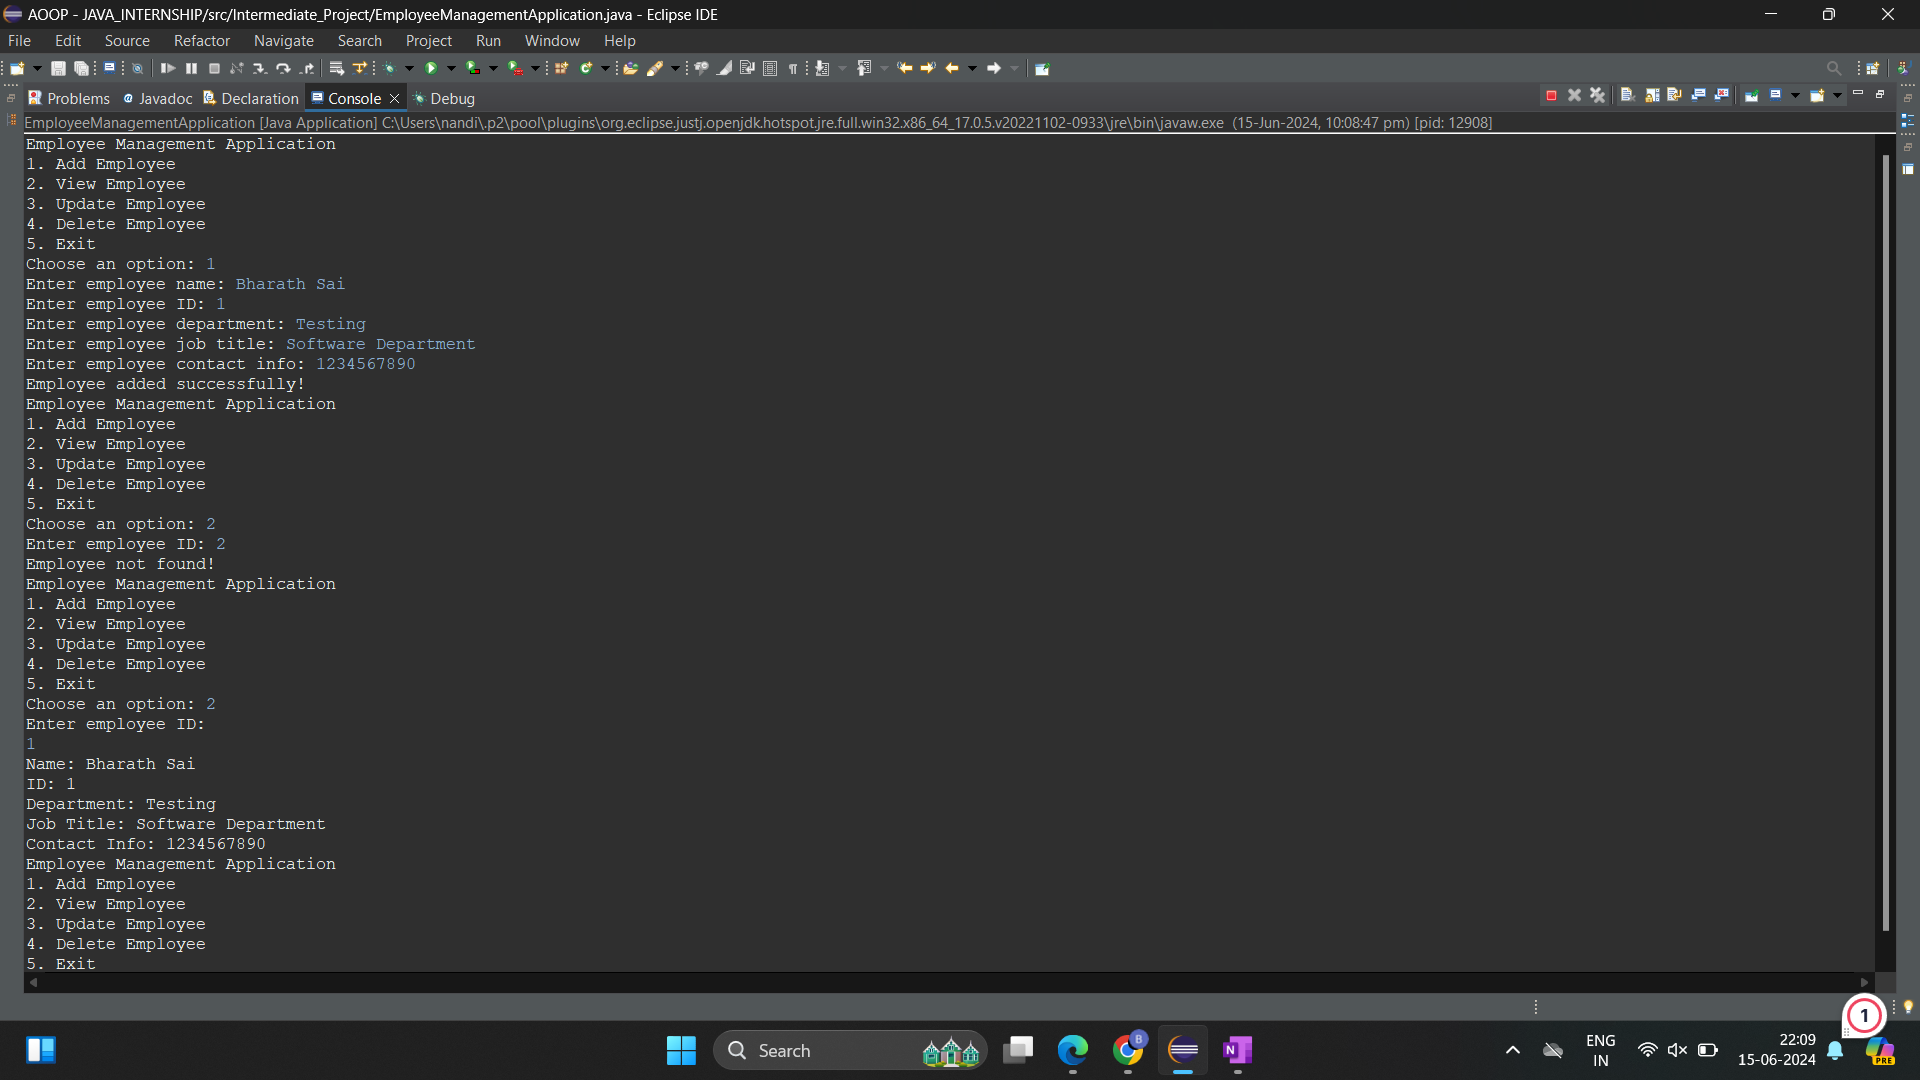 AOOP - JAVA_INTERNSHIP/src/Intermediate_Project/EmployeeManagementApplication.java - Eclipse IDE
File Edit Source Refactor Navigate Search Project Run Window Help
Problems Javadoc Declaration Console Debug
EmployeeManagementApplication [Java Application] C:\Users\nandi\.p2\pool\plugins\org.eclipse.justj.openjdk.hotspot.jre.full.win32.x86_64_17.0.5.v20221102-0933\jre\bin\javaw.exe (15-Jun-2024, 10:08:47 pm) [pid: 12908]
Employee Management Application
1. Add Employee
2. View Employee
3. Update Employee
4. Delete Employee
5. Exit
Choose an option: 1
Enter employee name: Bharath Sai
Enter employee ID: 1
Enter employee department: Testing
Enter employee job title: Software Department
Enter employee contact info: 1234567890
Employee added successfully!
Employee Management Application
1. Add Employee
2. View Employee
3. Update Employee
4. Delete Employee
5. Exit
Choose an option: 2
Enter employee ID: 2
Employee not found!
Employee Management Application
1. Add Employee
2. View Employee
3. Update Employee
4. Delete Employee
5. Exit
Choose an option: 2
Enter employee ID:
1
Name: Bharath Sai
ID: 1
Department: Testing
Job Title: Software Department
Contact Info: 1234567890
Employee Management Application
1. Add Employee
2. View Employee
3. Update Employee
4. Delete Employee
5. Exit
1
Search
B
N
ENG
IN
22:09
15-06-2024
PRE